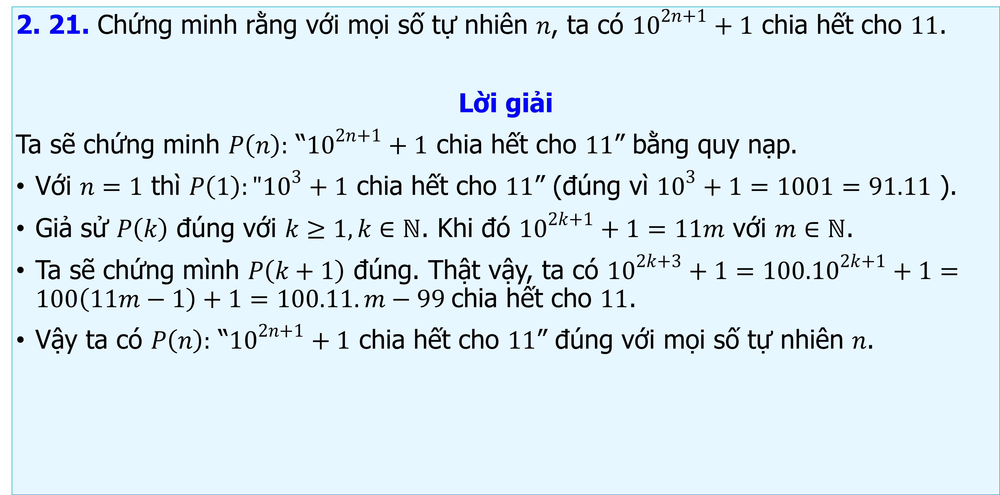 2. 21. Chứng minh rằng với mọi số tự nhiên n, ta có 10^{2n+1} + 1 chia hết cho 11.
Lời giải
Ta sẽ chứng minh P(n): “10^{2n+1} + 1 chia hết cho 11” bằng quy nạp.
• Với n = 1 thì P(1): "10^3 + 1 chia hết cho 11” (đúng vì 10^3 + 1 = 1001 = 91.11 ).
• Giả sử P(k) đúng với k ≥ 1, k ∈ ℕ. Khi đó 10^{2k+1} + 1 = 11m với m ∈ ℕ.
• Ta sẽ chứng mình P(k + 1) đúng. Thật vậy, ta có 10^{2k+3} + 1 = 100.10^{2k+1} + 1 =
100(11m − 1) + 1 = 100.11. m − 99 chia hết cho 11.
• Vậy ta có P(n): “10^{2n+1} + 1 chia hết cho 11” đúng với mọi số tự nhiên n.